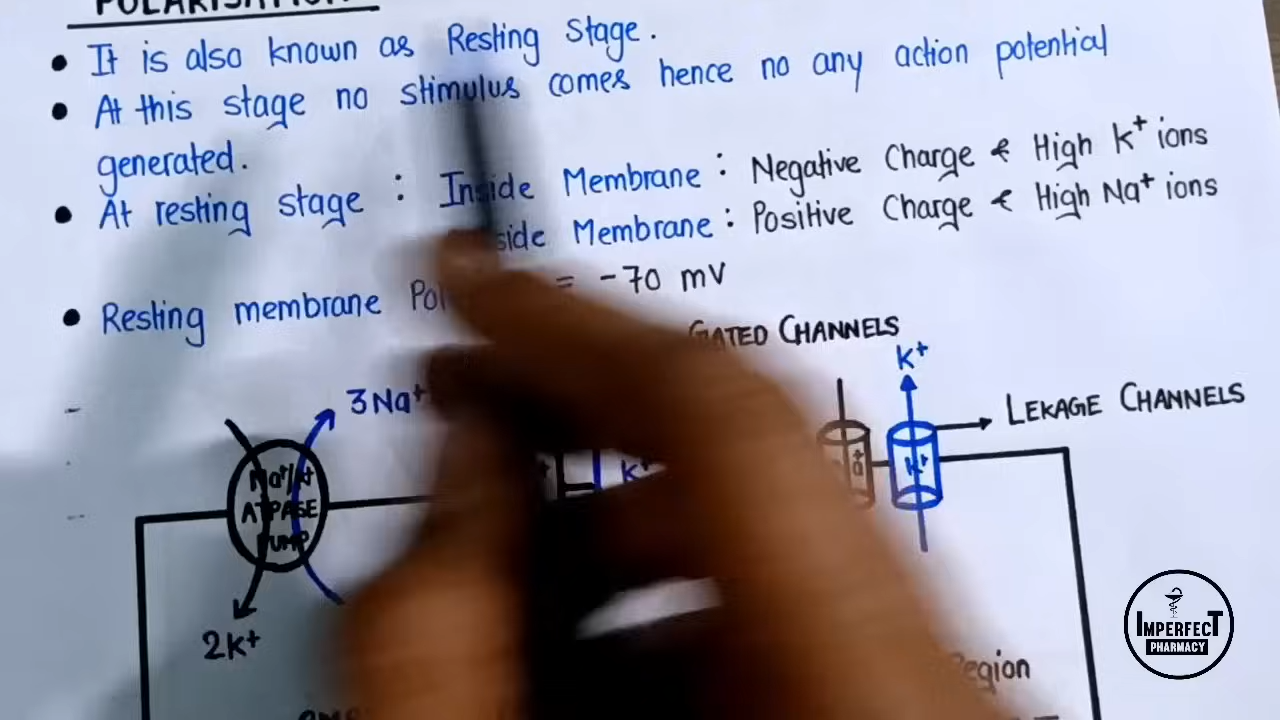 POLARISATION
• It is also known as Resting Stage.
• At this stage no stimulus comes hence no any action potential
generated.
• At resting stage : Inside Membrane : Negative Charge & High K+ ions
side Membrane : Positive Charge & High Na+ ions
• Resting membrane Po = -70 mV
GATED CHANNELS
K+
3Na+
LEKAGE CHANNELS
Na+/K+
ATPASE
PUMP
K+
K+
2K+
Region
IMPERFECT
PHARMACY